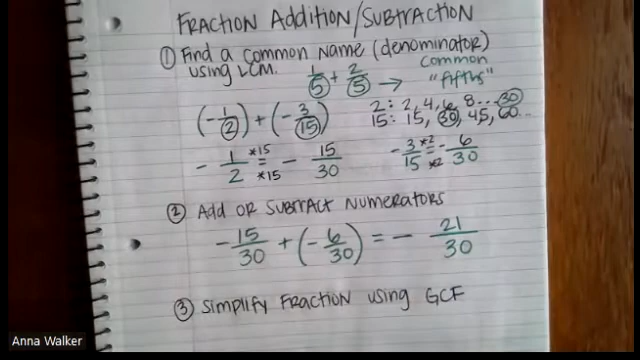 FRACTION ADDITION/SUBTRACTION
① Find a common name (denominator)
using LCM. 1/5 + 2/5 → common "fifths"
(-1/2) + (-3/15) 2: 2, 4, 6, 8... 30
15: 15, 30, 45, 60...
-1/2 *15 = *15 - 15/30 -3/15 *2 = *2 - 6/30
② Add OR SUBTRACT NUMERATORS
-15/30 + (-6/30) = - 21/30
③ Simplify Fraction using GCF
Anna Walker